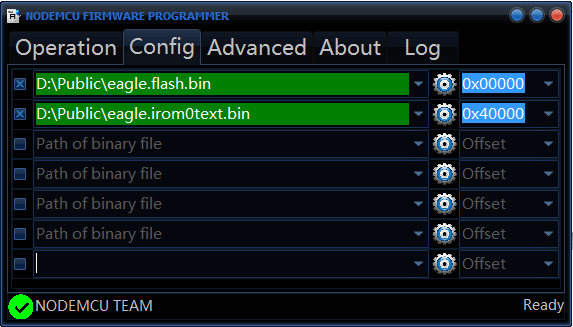 NODEMCU FIRMWARE PROGRAMMER
Operation Config Advanced About Log
D:\Public\eagle.flash.bin 0x00000
D:\Public\eagle.irom0text.bin 0x40000
Path of binary file Offset
Path of binary file Offset
Path of binary file Offset
Path of binary file Offset
Offset
NODEMCU TEAM Ready